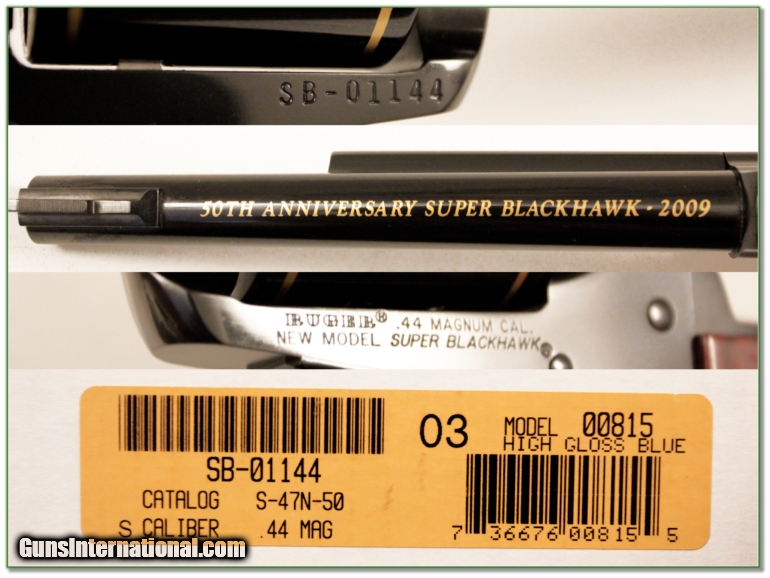 SB-01144
50TH ANNIVERSARY SUPER BLACKHAWK - 2009
RUGER® .44 MAGNUM CAL.
NEW MODEL SUPER BLACKHAWK
03 MODEL 00815
HIGH GLOSS BLUE
SB-01144
CATALOG S-47N-50
S CALIBER .44 MAG
7 36676 00815 5
GunsInternational.com